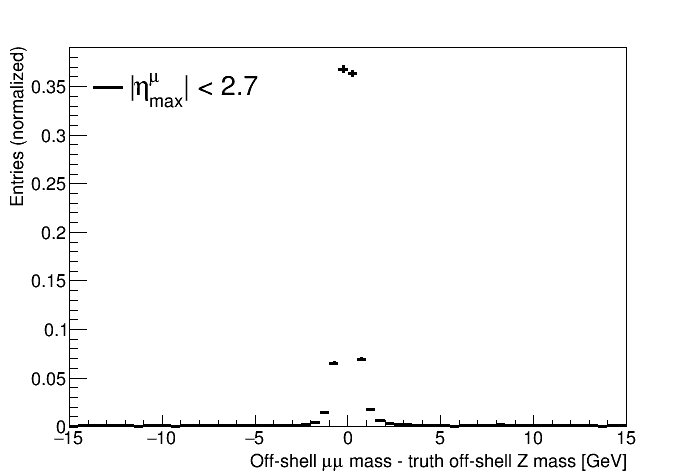 Entries (normalized)
|η^μ_max| < 2.7
0.35
0.3
0.25
0.2
0.15
0.1
0.05
0
−15 −10 −5 0 5 10 15
Off-shell μμ mass - truth off-shell Z mass [GeV]